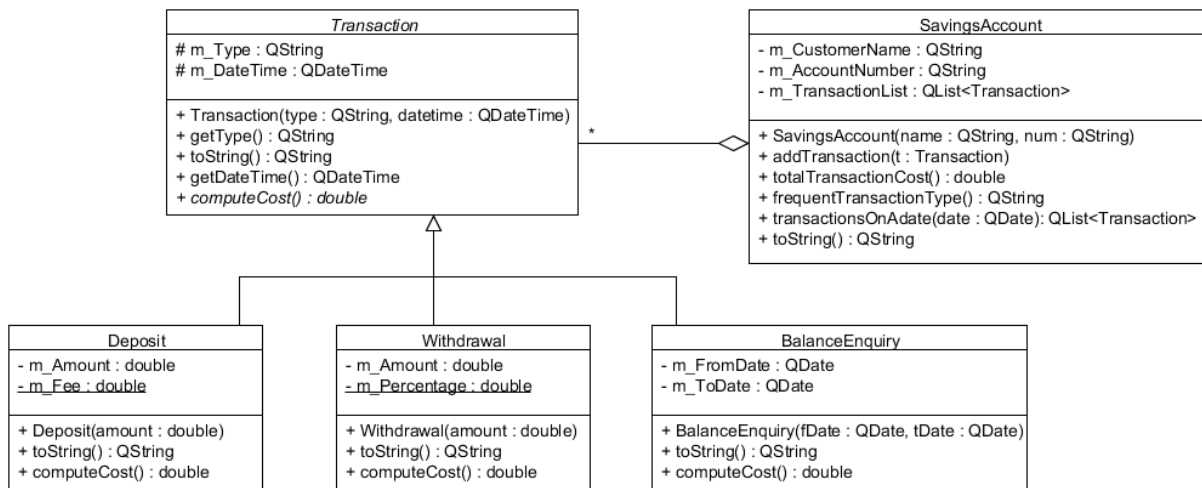 Transaction
# m_Type : QString
# m_DateTime : QDateTime
+ Transaction(type : QString, datetime : QDateTime)
+ getType() : QString
+ toString() : QString
+ getDateTime() : QDateTime
+ computeCost() : double
*
SavingsAccount
- m_CustomerName : QString
- m_AccountNumber : QString
- m_TransactionList : QList<Transaction>
+ SavingsAccount(name : QString, num : QString)
+ addTransaction(t : Transaction)
+ totalTransactionCost() : double
+ frequentTransactionType() : QString
+ transactionsOnAdate(date : QDate): QList<Transaction>
+ toString() : QString
Deposit
- m_Amount : double
- m_Fee : double
+ Deposit(amount : double)
+ toString() : QString
+ computeCost() : double
Withdrawal
- m_Amount : double
- m_Percentage : double
+ Withdrawal(amount : double)
+ toString() : QString
+ computeCost() : double
BalanceEnquiry
- m_FromDate : QDate
- m_ToDate : QDate
+ BalanceEnquiry(fDate : QDate, tDate : QDate)
+ toString() : QString
+ computeCost() : double